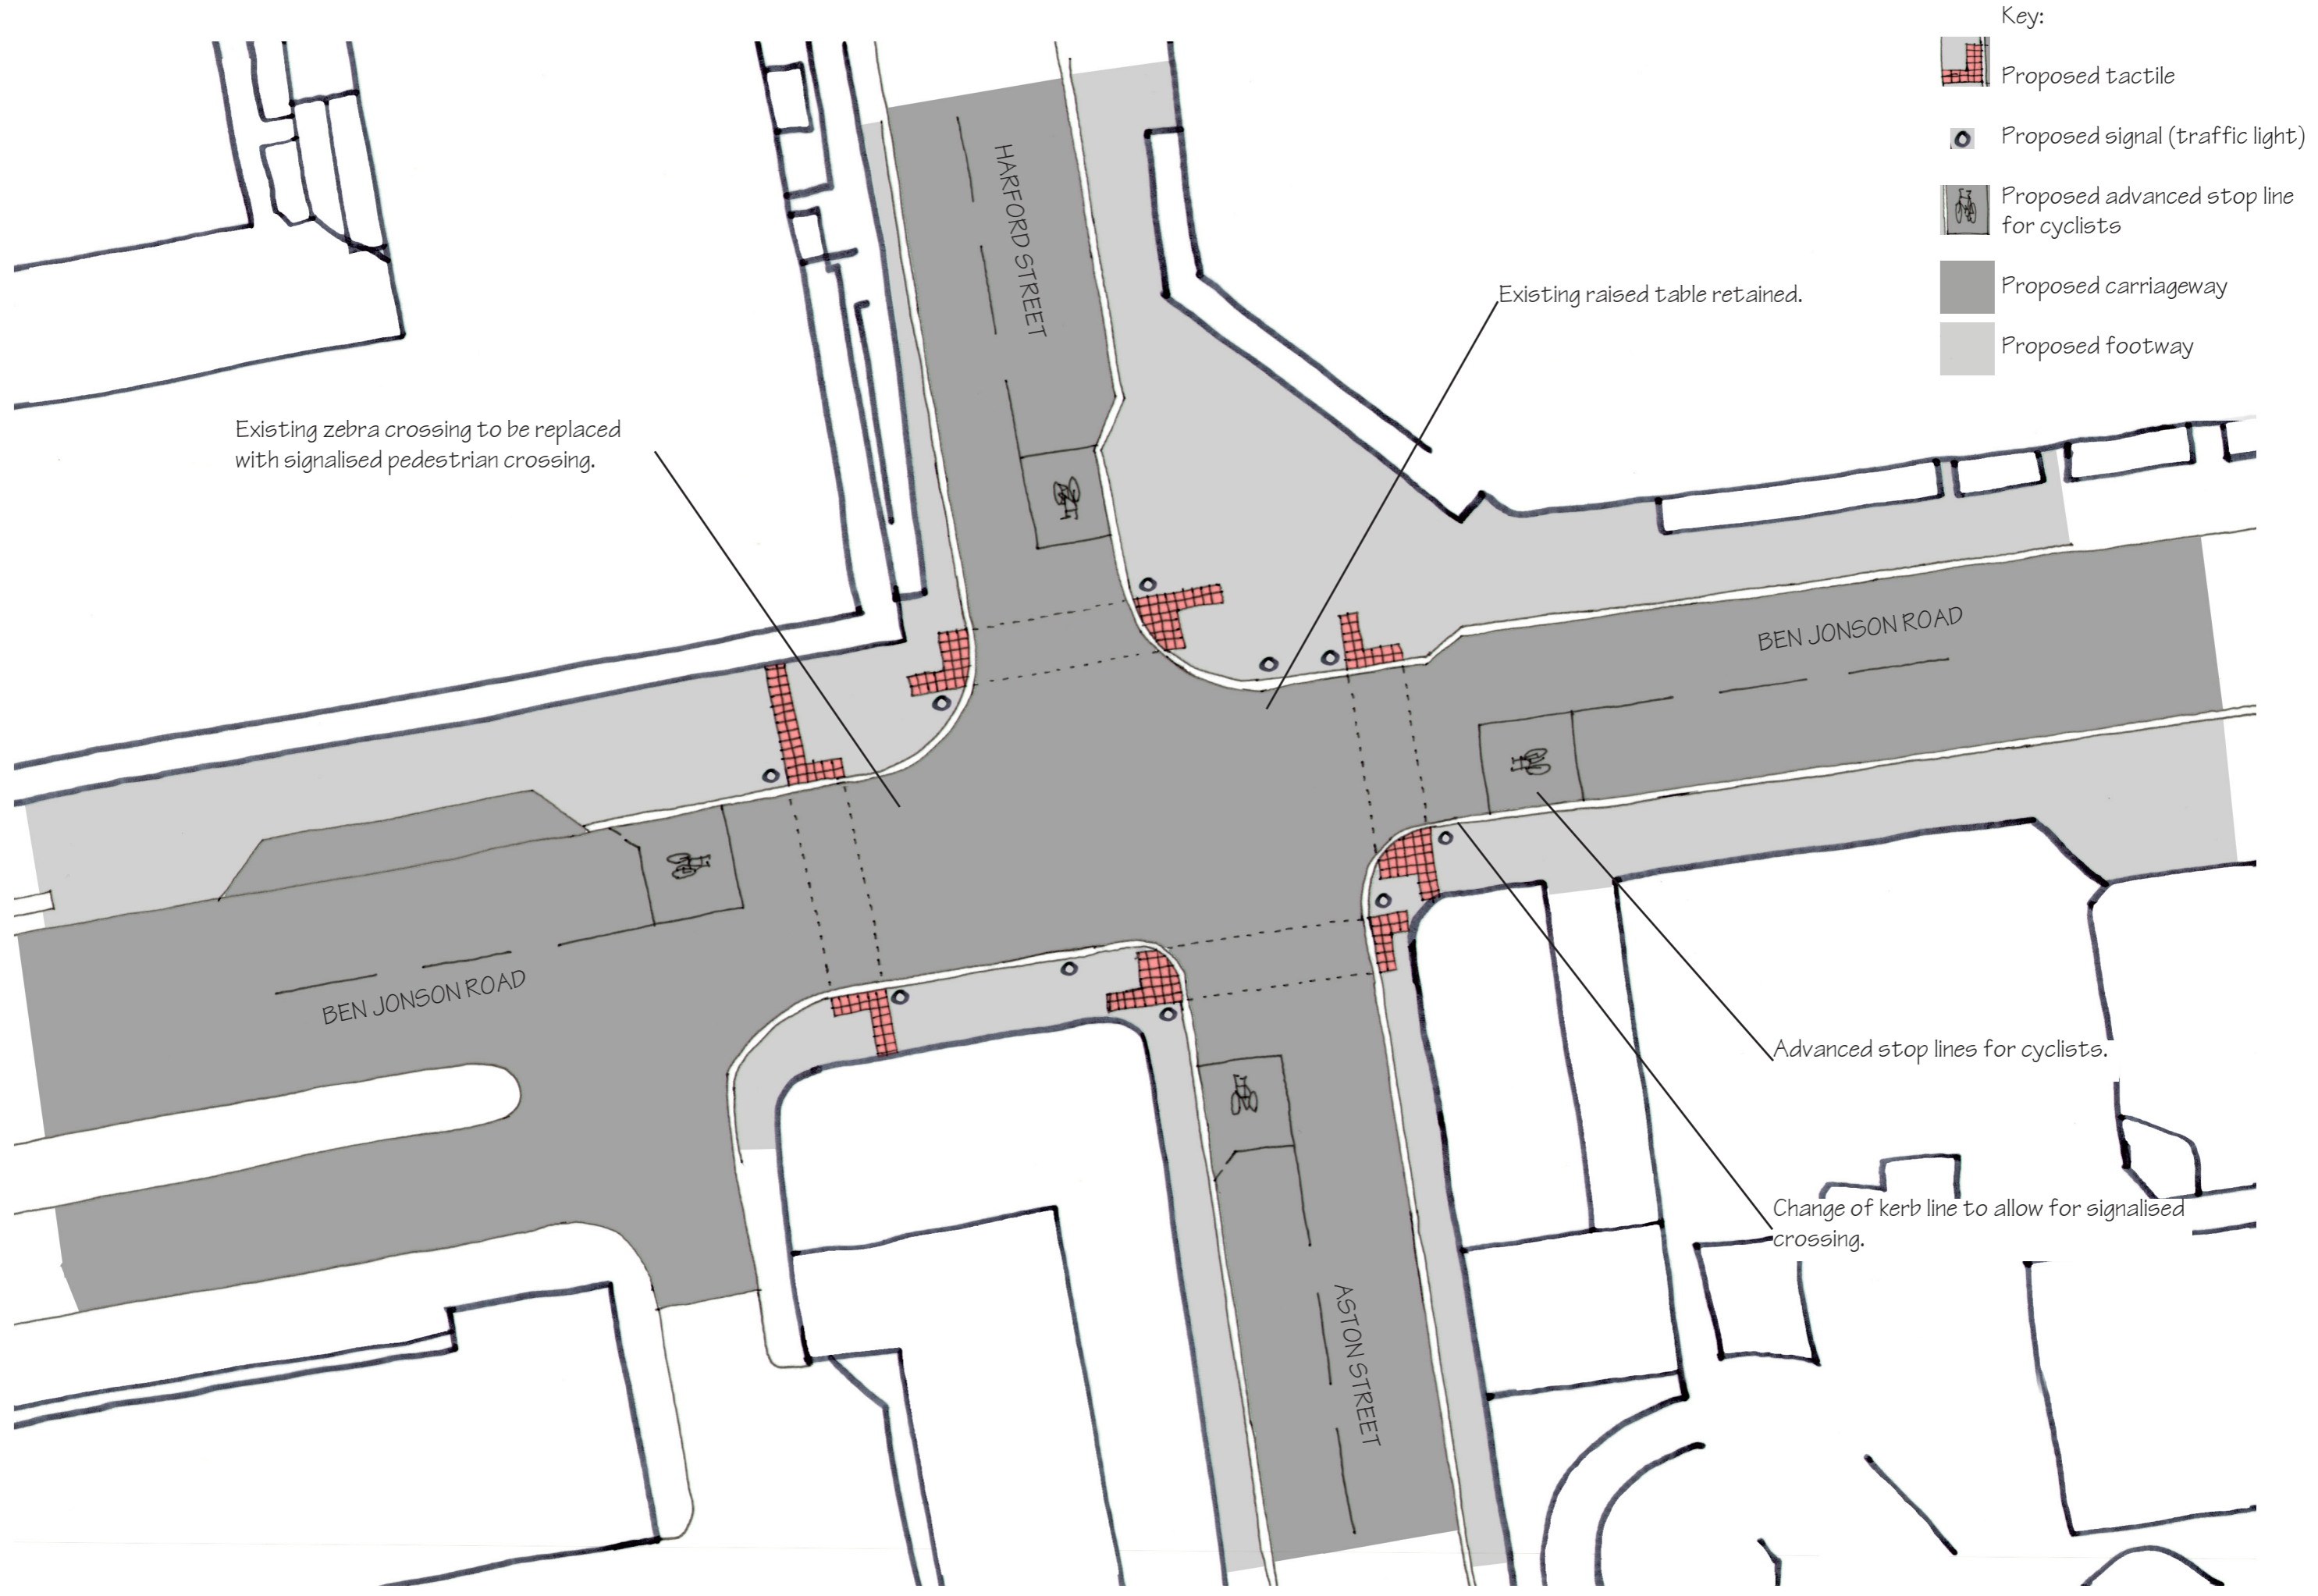 Key:
Proposed tactile
Proposed signal (traffic light)
Proposed advanced stop line
for cyclists
Proposed carriageway
Proposed footway
HARFORD STREET
Existing raised table retained.
Existing zebra crossing to be replaced
with signalised pedestrian crossing.
BEN JONSON ROAD
BEN JONSON ROAD
Advanced stop lines for cyclists.
Change of kerb line to allow for signalised
crossing.
ASTON STREET